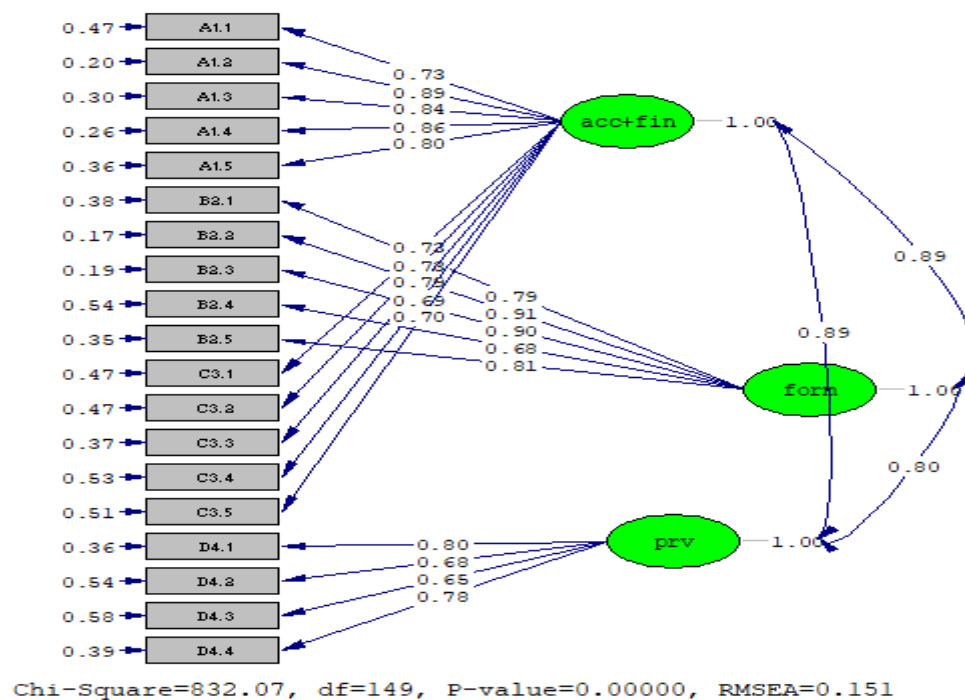 0.47 A1.1
0.20 A1.2
0.30 A1.3
0.26 A1.4
0.36 A1.5
0.38 B2.1
0.17 B2.2
0.19 B2.3
0.54 B2.4
0.35 B2.5
0.47 C3.1
0.47 C3.2
0.37 C3.3
0.53 C3.4
0.51 C3.5
0.36 D4.1
0.54 D4.2
0.58 D4.3
0.39 D4.4
0.73
0.89
0.84
0.86
0.80
0.73
0.79
0.69
0.70
0.79
0.91
0.90
0.68
0.81
0.80
0.68
0.65
0.78
acc+fin 1.00
form 1.00
prv 1.00
0.89
0.89
0.80
Chi-Square=832.07, df=149, P-value=0.00000, RMSEA=0.151